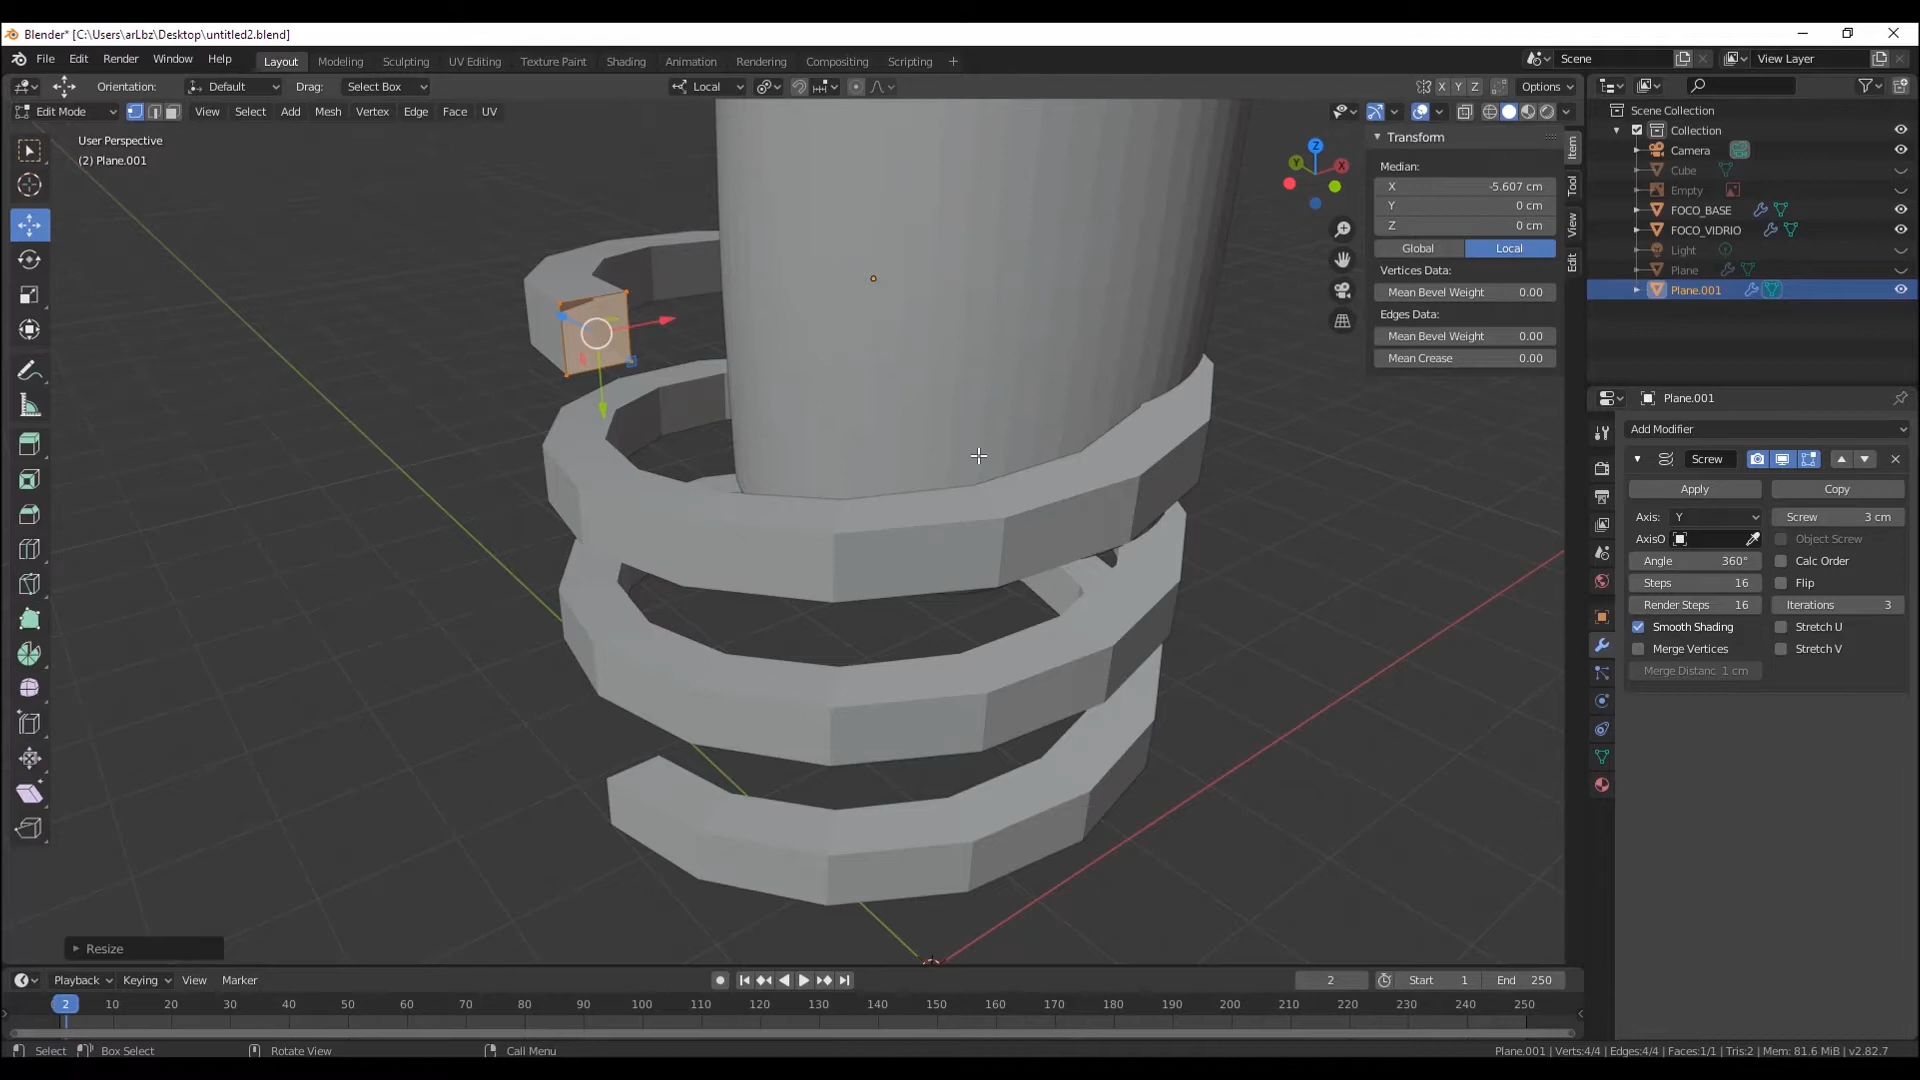 Blender* [C:\Users\arLbz\Desktop\untitled2.blend]
File Edit Render Window Help
Layout Modeling Sculpting UV Editing Texture Paint Shading Animation Rendering Compositing Scripting +
Scene
View Layer
Orientation: Default Drag: Select Box
Local
X Y Z Options
Edit Mode View Select Add Mesh Vertex Edge Face UV
User Perspective
(2) Plane.001
Z
Y
X
Transform
Median:
X -5.607 cm
Y 0 cm
Z 0 cm
Global Local
Vertices Data:
Mean Bevel Weight 0.00
Edges Data:
Mean Bevel Weight 0.00
Mean Crease 0.00
Item
Tool
View
Edit
Scene Collection
Collection
Camera
Cube
Empty
FOCO_BASE
FOCO_VIDRIO
Light
Plane
Plane.001
Plane.001
Add Modifier
Screw
Apply Copy
Axis: Y Screw 3 cm
AxisO Object Screw
Angle 360° Calc Order
Steps 16 Flip
Render Steps 16 Iterations 3
Smooth Shading Stretch U
Merge Vertices Stretch V
Merge Distanc 1 cm
Resize
Playback Keying View Marker
2 Start 1 End 250
2 10 20 30 40 50 60 70 80 90 100 110 120 130 140 150 160 170 180 190 200 210 220 230 240 250
Select Box Select Rotate View Call Menu
Plane.001 | Verts:4/4 | Edges:4/4 | Faces:1/1 | Tris:2 | Mem: 81.6 MiB | v2.82.7